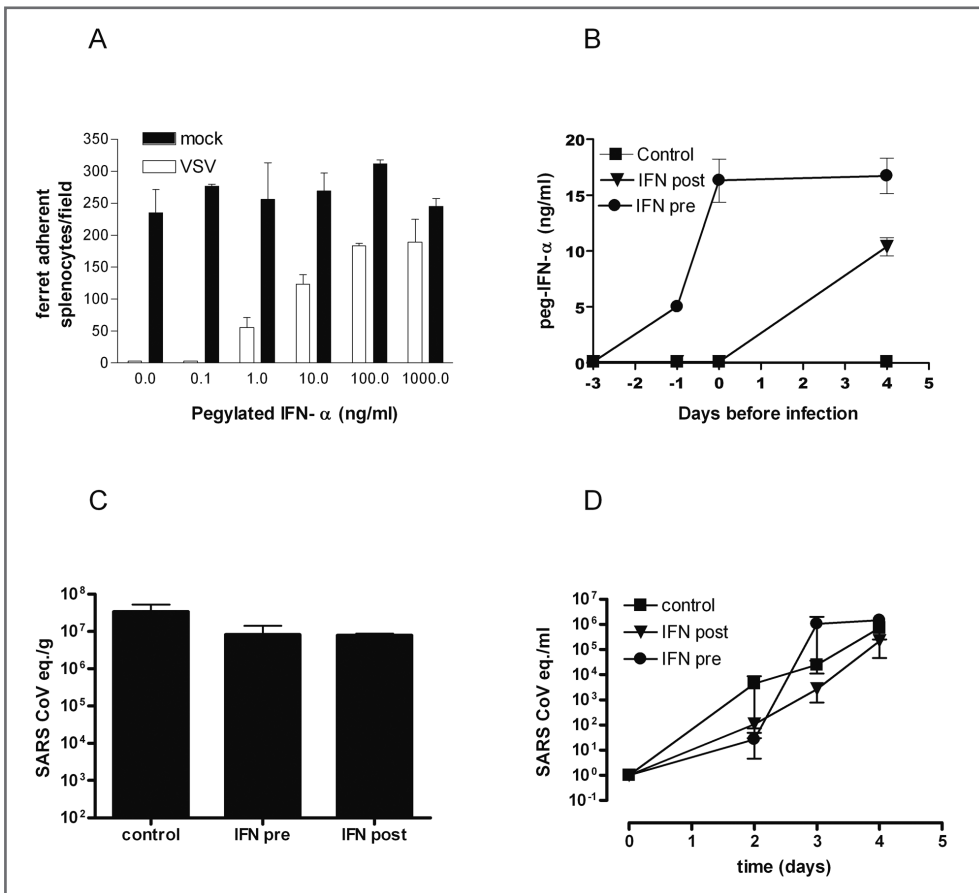 A
mock
VSV
350
300
250
200
150
100
50
0
ferret adherent
splenocytes/field
0.0 0.1 1.0 10.0 100.0 1000.0
Pegylated IFN- α (ng/ml)
B
Control
IFN post
IFN pre
20
15
10
5
0
peg-IFN-α (ng/ml)
-3 -2 -1 0 1 2 3 4 5
Days before infection
C
10⁸
10⁷
10⁶
10⁵
10⁴
10³
10²
SARS CoV eq./g
control IFN pre IFN post
D
control
IFN post
IFN pre
10⁷
10⁶
10⁵
10⁴
10³
10²
10¹
10⁰
10⁻¹
SARS CoV eq./ml
0 2 3 4 5
time (days)